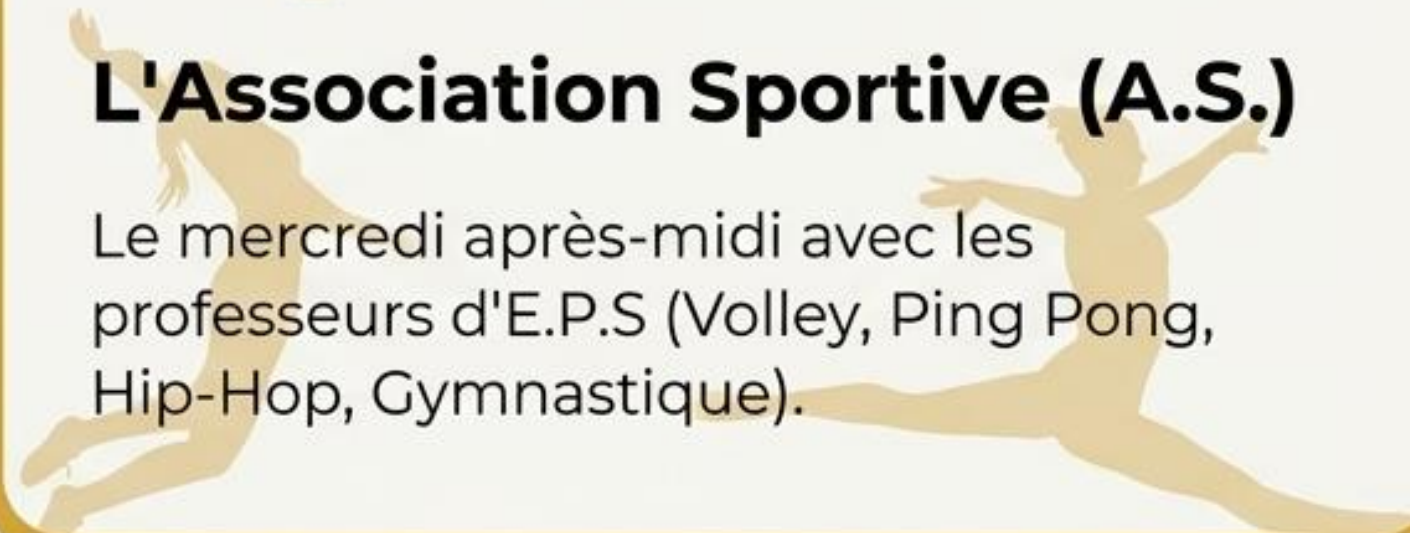 L'Association Sportive (A.S.)
Le mercredi après-midi avec les
professeurs d'E.P.S (Volley, Ping Pong,
Hip-Hop, Gymnastique).